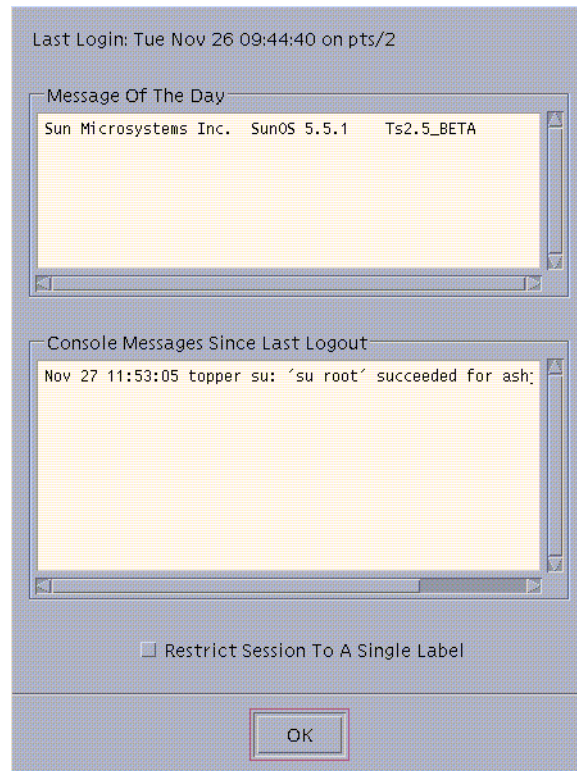 Last Login: Tue Nov 26 09:44:40 on pts/2
Message Of The Day
Sun Microsystems Inc.  SunOS 5.5.1    Ts2.5_BETA
Console Messages Since Last Logout
Nov 27 11:53:05 topper su: ´su root´ succeeded for
Restrict Session To A Single Label
OK